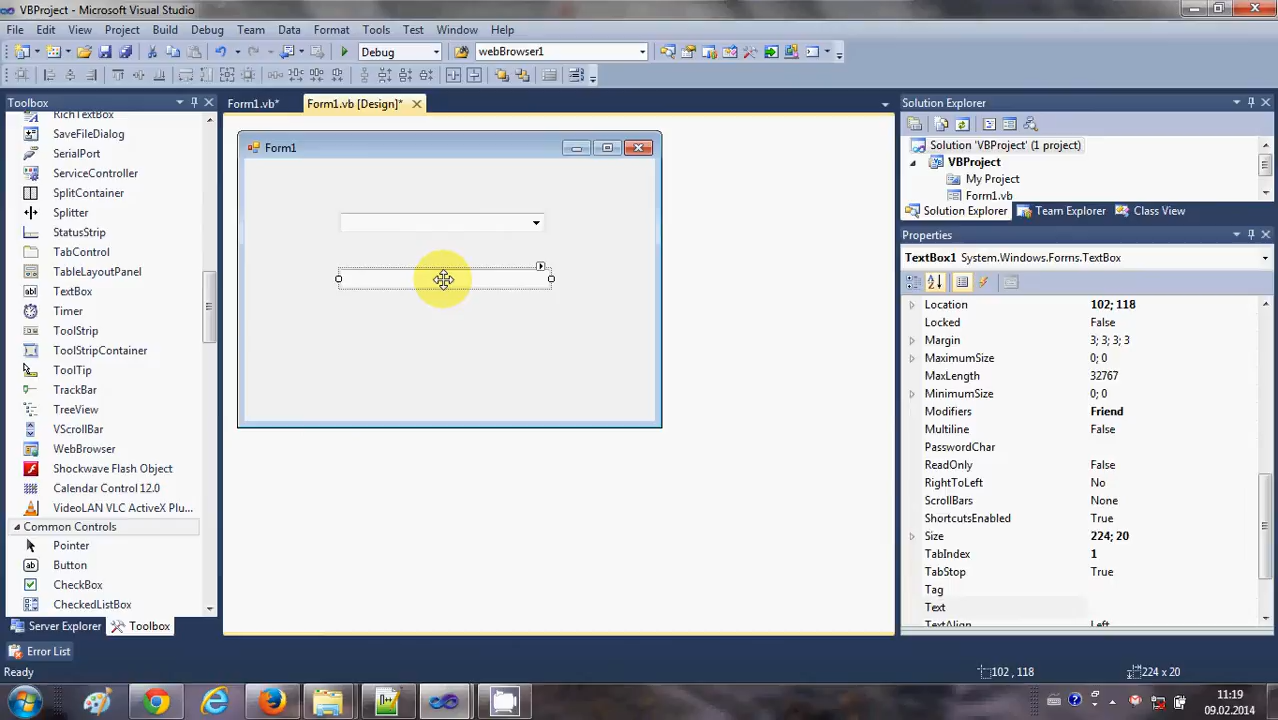 VBProject - Microsoft Visual Studio
File Edit View Project Build Debug Team Data Format Tools Test Window Help
Debug webBrowser1
Toolbox
RichTextBox
SaveFileDialog
SerialPort
ServiceController
SplitContainer
Splitter
StatusStrip
TabControl
TableLayoutPanel
TextBox
Timer
ToolStrip
ToolStripContainer
ToolTip
TrackBar
TreeView
VScrollBar
WebBrowser
Shockwave Flash Object
Calendar Control 12.0
VideoLAN VLC ActiveX Plu...
Common Controls
Pointer
Button
CheckBox
CheckedListBox
Server Explorer Toolbox
Form1.vb* Form1.vb [Design]*
Form1
Solution Explorer
Solution 'VBProject' (1 project)
VBProject
My Project
Form1.vb
Solution Explorer Team Explorer Class View
Properties
TextBox1 System.Windows.Forms.TextBox
Location 102; 118
Locked False
Margin 3; 3; 3; 3
MaximumSize 0; 0
MaxLength 32767
MinimumSize 0; 0
Modifiers Friend
Multiline False
PasswordChar
ReadOnly False
RightToLeft No
ScrollBars None
ShortcutsEnabled True
Size 224; 20
TabIndex 1
TabStop True
Tag
Text
TextAlign Left
Error List
Ready 102 , 118 224 x 20
11:19
09.02.2014